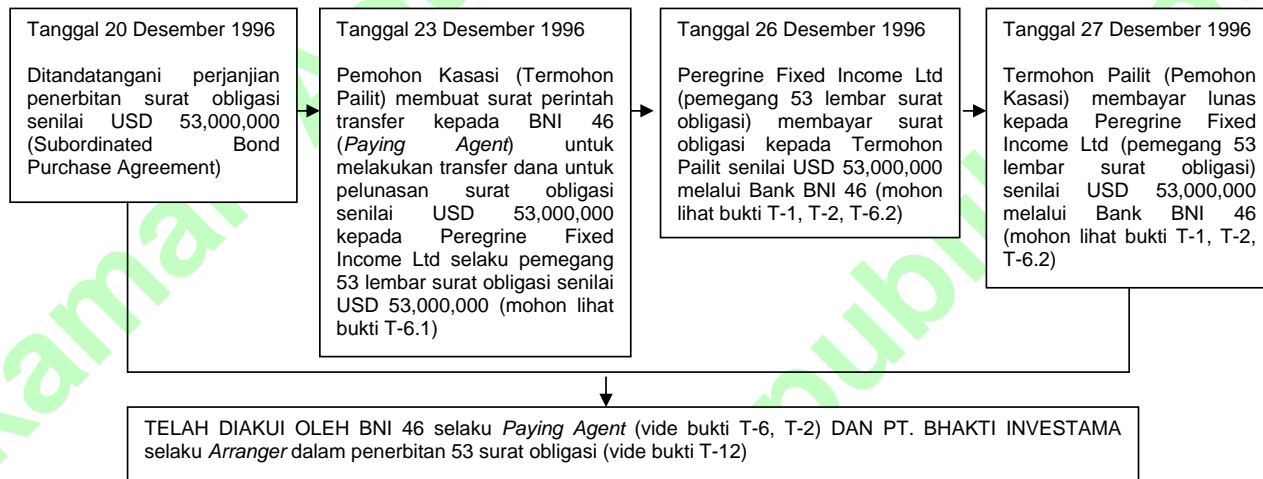 Tanggal 20 Desember 1996
Ditandatangani perjanjian
penerbitan surat obligasi
senilai USD 53,000,000
(Subordinated Bond
Purchase Agreement)
Tanggal 23 Desember 1996
Pemohon Kasasi (Termohon
Pailit) membuat surat perintah
transfer kepada BNI 46
(Paying Agent) untuk
melakukan transfer dana untuk
pelunasan surat obligasi
senilai USD 53,000,000
kepada Peregrine Fixed
Income Ltd selaku pemegang
53 lembar surat obligasi senilai
USD 53,000,000 (mohon lihat
bukti T-6.1)
Tanggal 26 Desember 1996
Peregrine Fixed Income Ltd
(pemegang 53 lembar surat
obligasi) membayar surat
obligasi kepada Termohon
Pailit senilai USD 53,000,000
melalui Bank BNI 46 (mohon
lihat bukti T-1, T-2, T-6.2)
Tanggal 27 Desember 1996
Termohon Pailit (Pemohon
Kasasi) membayar lunas
kepada Peregrine Fixed
Income Ltd (pemegang 53
lembar surat obligasi)
senilai USD 53,000,000
melalui Bank BNI 46
(mohon lihat bukti T-1, T-2,
T-6.2)
TELAH DIAKUI OLEH BNI 46 selaku Paying Agent (vide bukti T-6, T-2) DAN PT. BHAKTI INVESTAMA
selaku Arranger dalam penerbitan 53 surat obligasi (vide bukti T-12)